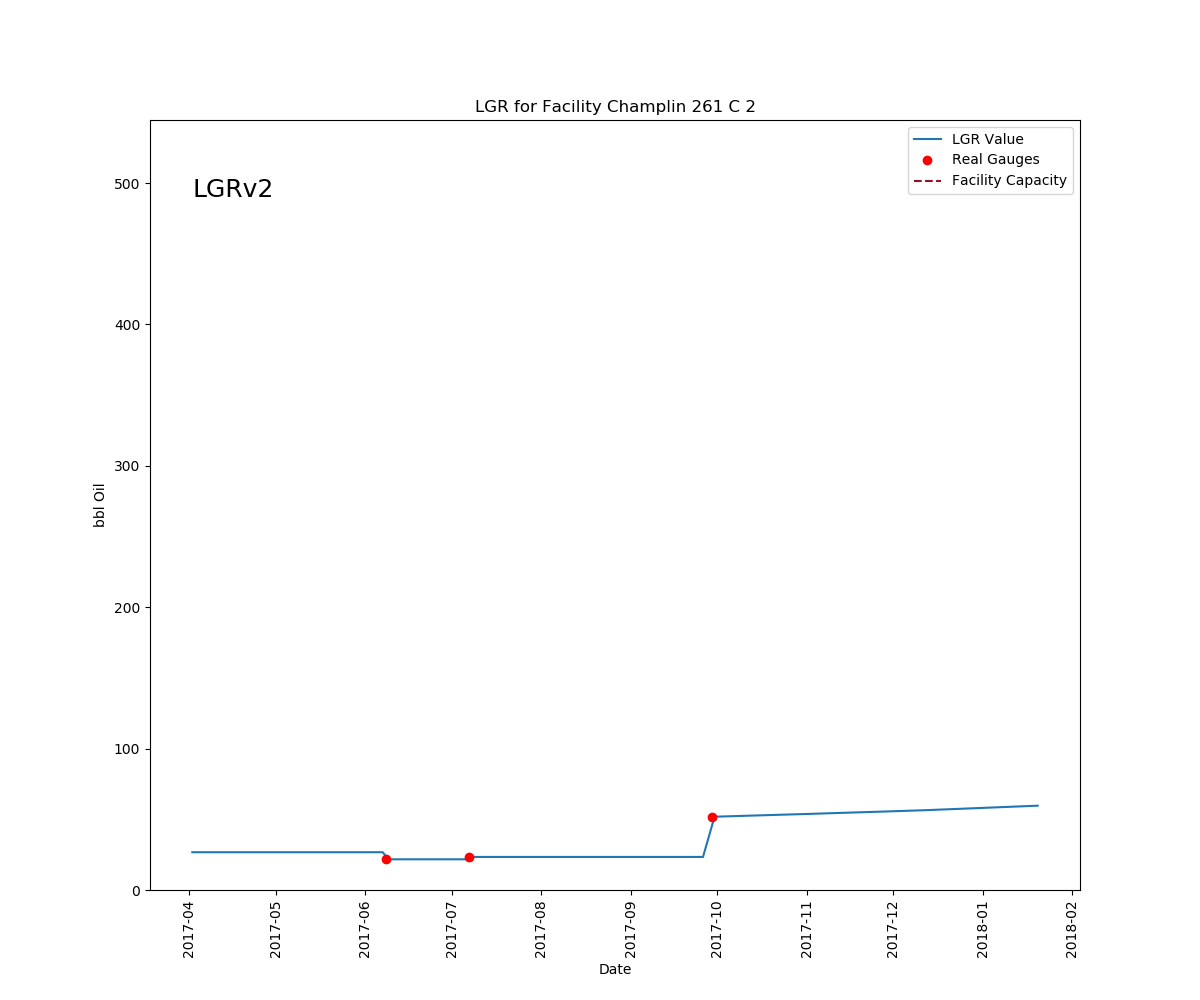 LGR for Facility Champlin 261 C 2
LGR Value
Real Gauges
Facility Capacity
LGRv2
500
400
300
200
100
0
bbl Oil
2017-04
2017-05
2017-06
2017-07
2017-08
2017-09
2017-10
2017-11
2017-12
2018-01
2018-02
Date